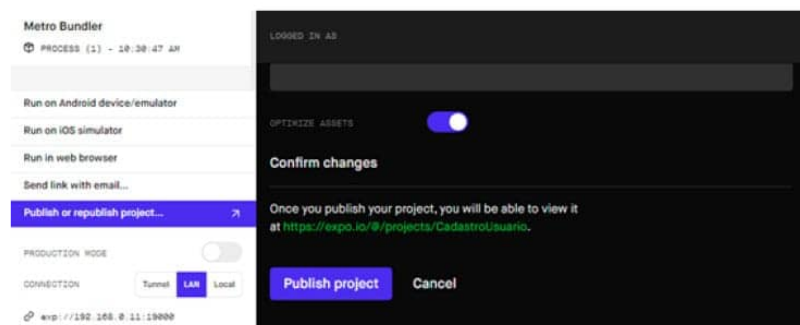 Metro Bundler
PROCESS (1) - 10:30:47 AM
Run on Android device/emulator
Run on iOS simulator
Run in web browser
Send link with email...
Publish or republish project...
PRODUCTION MODE
CONNECTION
Tunnel LAN Local
exp://192.168.0.11:19000
LOGGED IN AS
OPTIMIZE ASSETS
Confirm changes
Once you publish your project, you will be able to view it
at https://expo.io/@/projects/CadastroUsuario.
Publish project Cancel